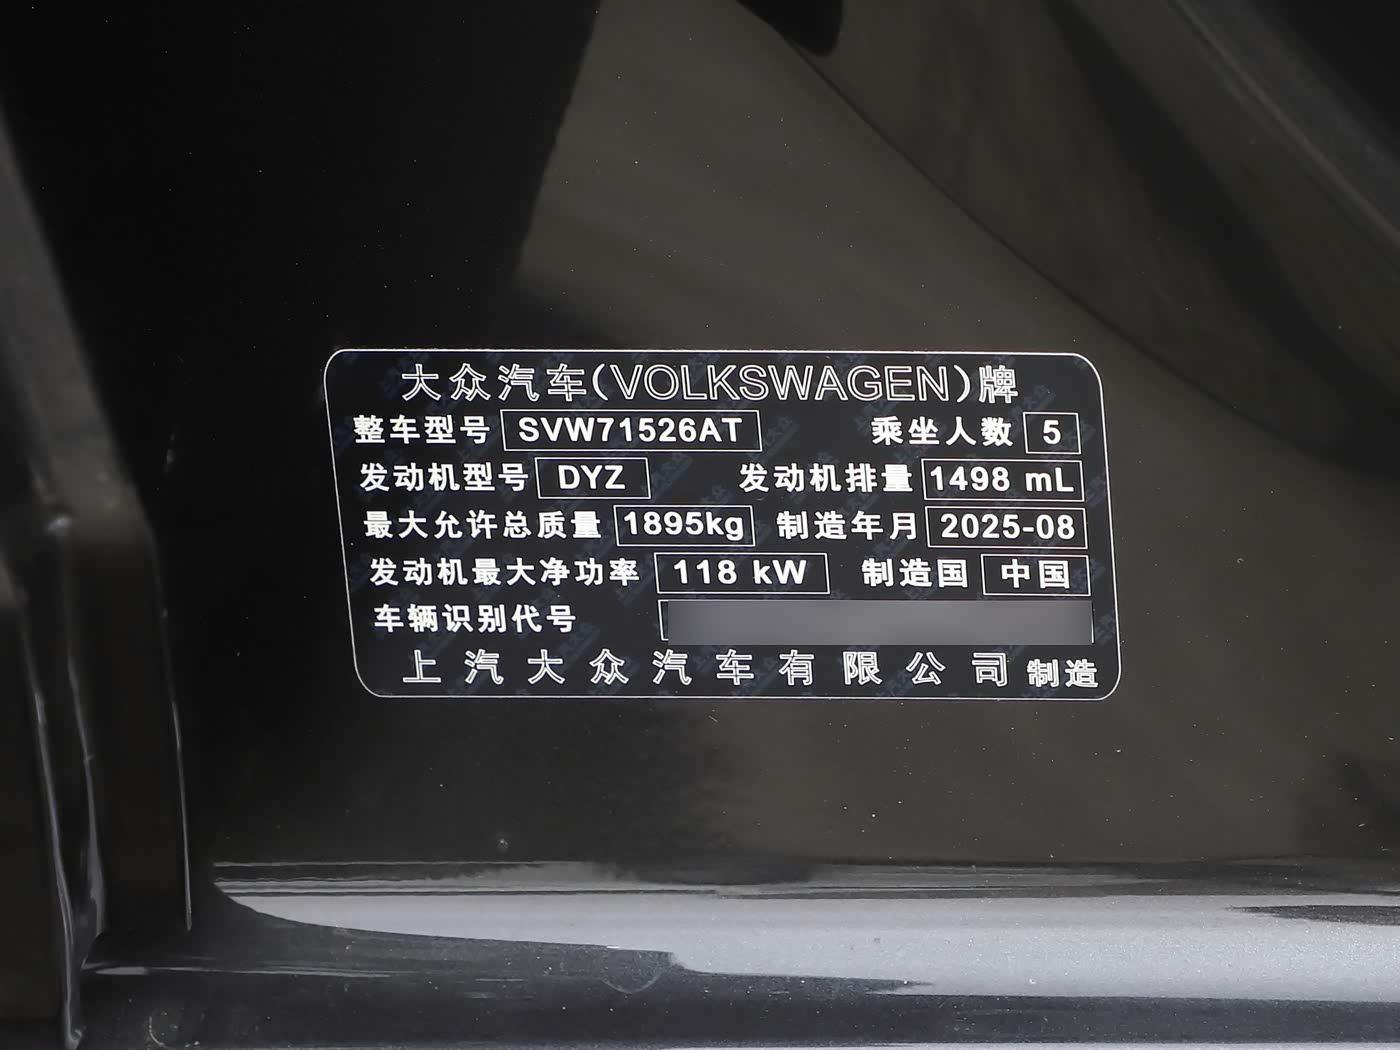 大众汽车(VOLKSWAGEN)牌
整车型号 SVW71526AT 乘坐人数 5
发动机型号 DYZ 发动机排量 1498 mL
最大允许总质量 1895kg 制造年月 2025-08
发动机最大净功率 118 kW 制造国 中国
车辆识别代号
上汽大众汽车有限公司制造